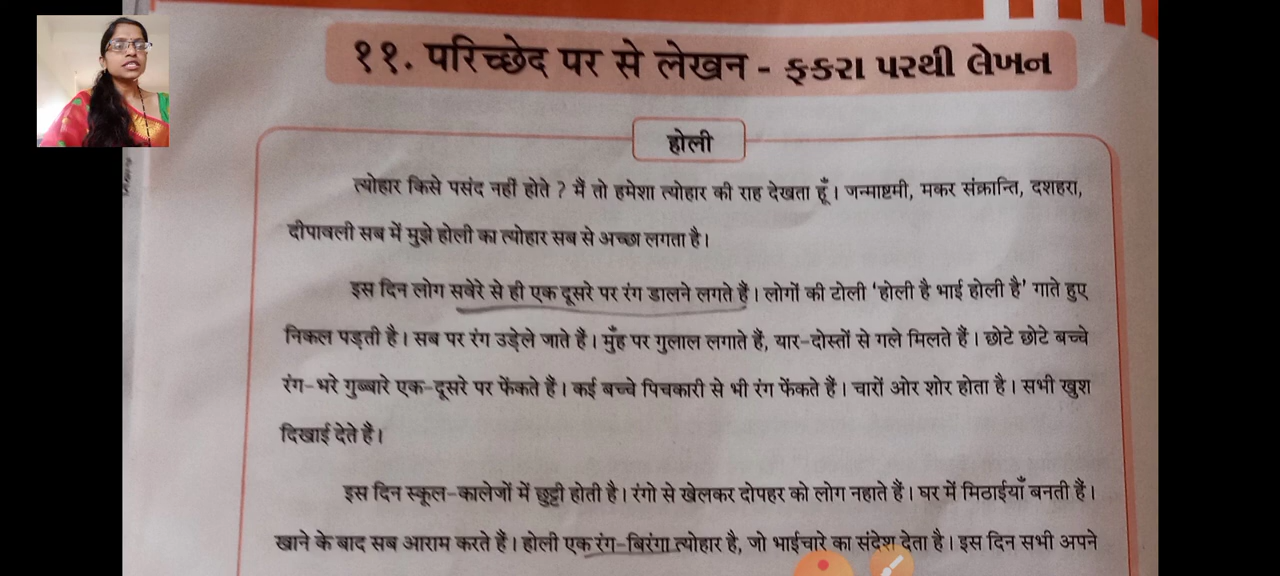 ११. परिच्छेद पर से लेखन - ફકરા પરથી લેખન
होली
त्योहार किसे पसंद नहीं होते ? मैं तो हमेशा त्योहार की राह देखता हूँ। जन्माष्टमी, मकर संक्रान्ति, दशहरा,
दीपावली सब में मुझे होली का त्योहार सब से अच्छा लगता है।
इस दिन लोग सवेरे से ही एक दूसरे पर रंग डालने लगते हैं। लोगों की टोली 'होली है भाई होली है' गाते हुए
निकल पड़ती है। सब पर रंग उड़ेले जाते हैं। मुँह पर गुलाल लगाते हैं, यार-दोस्तों से गले मिलते हैं। छोटे छोटे बच्चे
रंग-भरे गुब्बारे एक-दूसरे पर फेंकते हैं। कई बच्चे पिचकारी से भी रंग फेंकते हैं। चारों ओर शोर होता है। सभी खुश
दिखाई देते हैं।
इस दिन स्कूल-कालेजों में छुट्टी होती है। रंगो से खेलकर दोपहर को लोग नहाते हैं। घर में मिठाईयाँ बनती हैं।
खाने के बाद सब आराम करते हैं। होली एक रंग-बिरंगा त्योहार है, जो भाईचारे का संदेश देता है। इस दिन सभी अपने